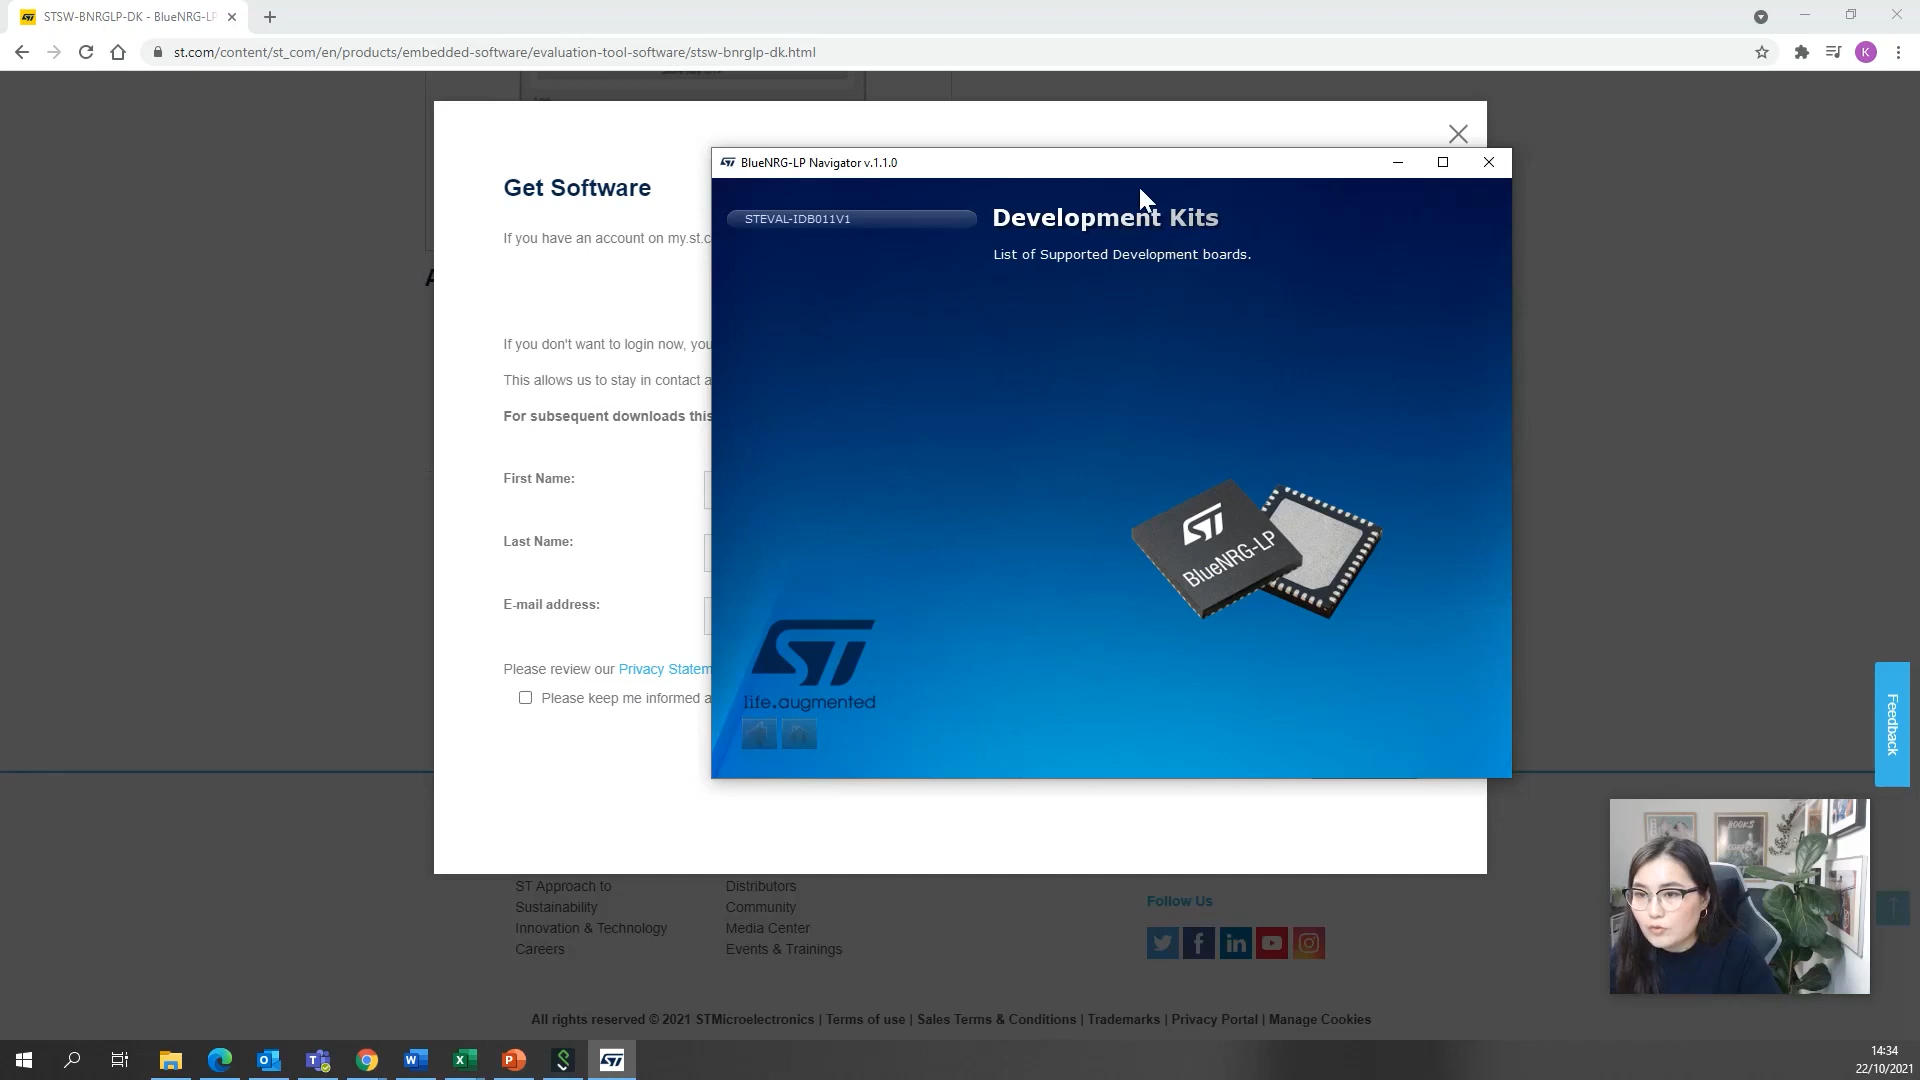 STSW-BNRGLP-DK - BlueNRG-LP
st.com/content/st_com/en/products/embedded-software/evaluation-tool-software/stsw-bnrglp-dk.html
K
Get Software
If you have an account on my.st.c
If you don't want to login now, you
This allows us to stay in contact a
For subsequent downloads this
First Name:
Last Name:
E-mail address:
Please review our Privacy Statem
Please keep me informed a
BlueNRG-LP Navigator v.1.1.0
STEVAL-IDB011V1
Development Kits
List of Supported Development boards.
ST
BlueNRG-LP
ST
life.augmented
Feedback
ST Approach to
Sustainability
Innovation & Technology
Careers
Distributors
Community
Media Center
Events & Trainings
Follow Us
All rights reserved © 2021 STMicroelectronics | Terms of use | Sales Terms & Conditions | Trademarks | Privacy Portal | Manage Cookies
14:34
22/10/2021